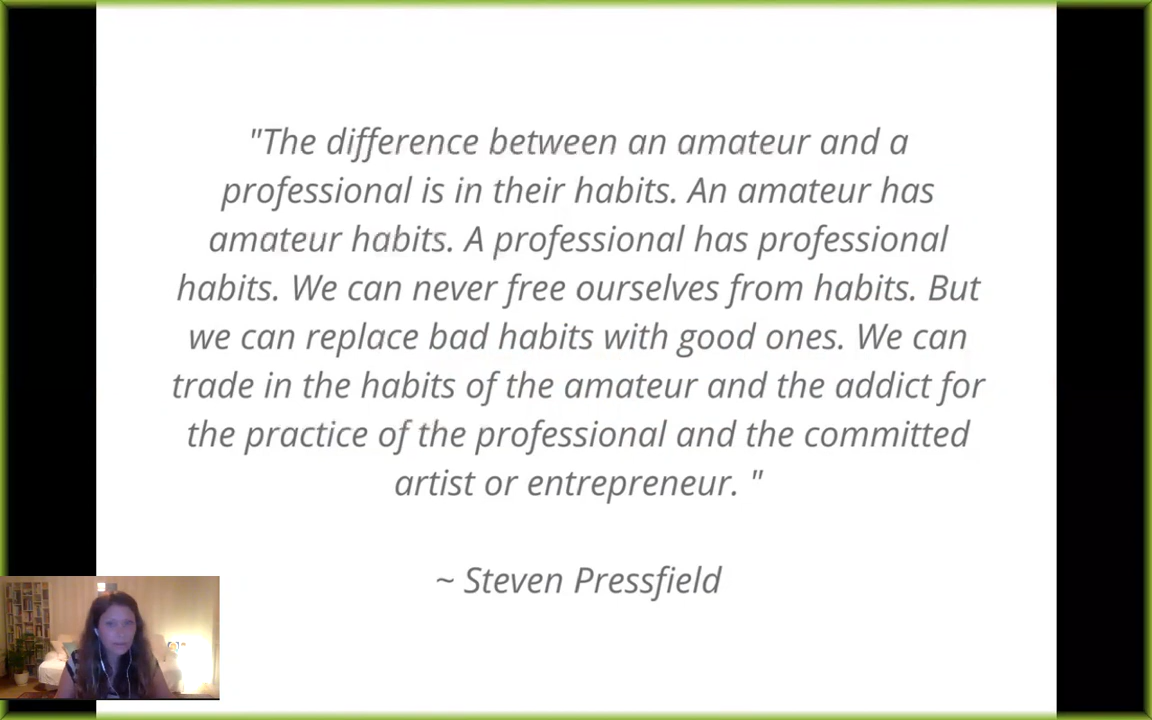 "The difference between an amateur and a
professional is in their habits. An amateur has
amateur habits. A professional has professional
habits. We can never free ourselves from habits. But
we can replace bad habits with good ones. We can
trade in the habits of the amateur and the addict for
the practice of the professional and the committed
artist or entrepreneur. "
~ Steven Pressfield